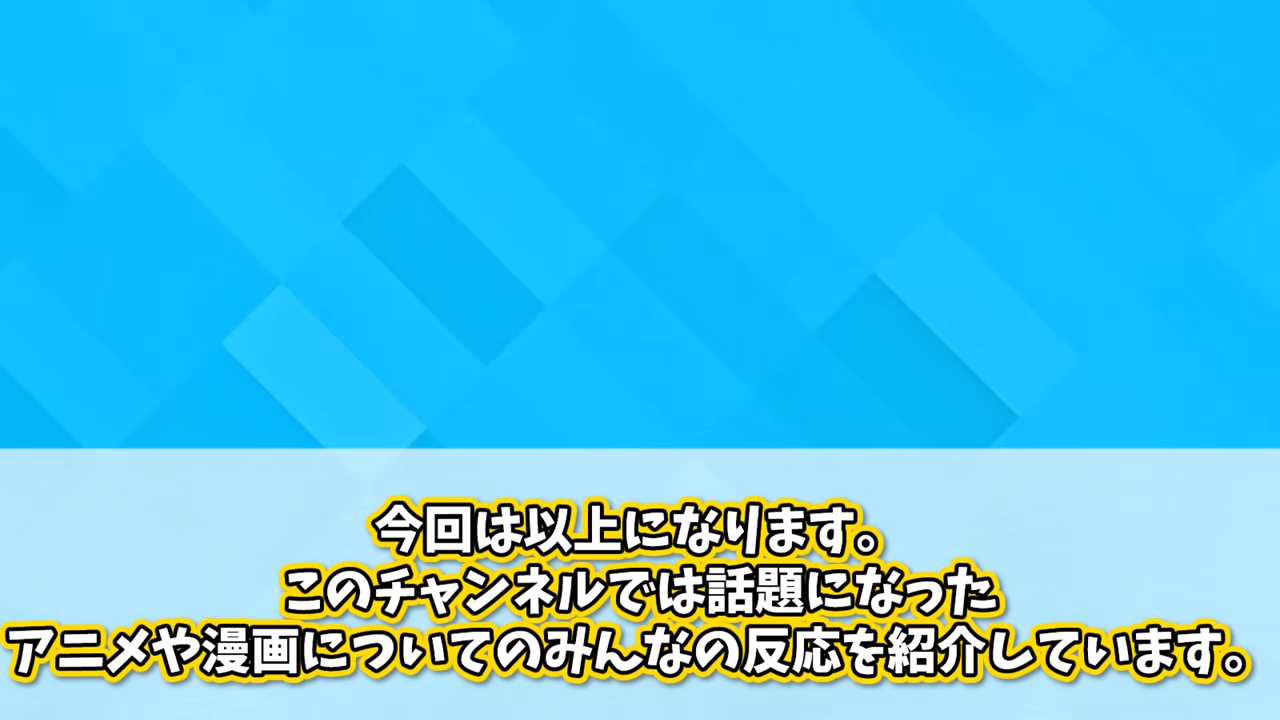 今回は以上になります。
このチャンネルでは話題になった
アニメや漫画についてのみんなの反応を紹介しています。